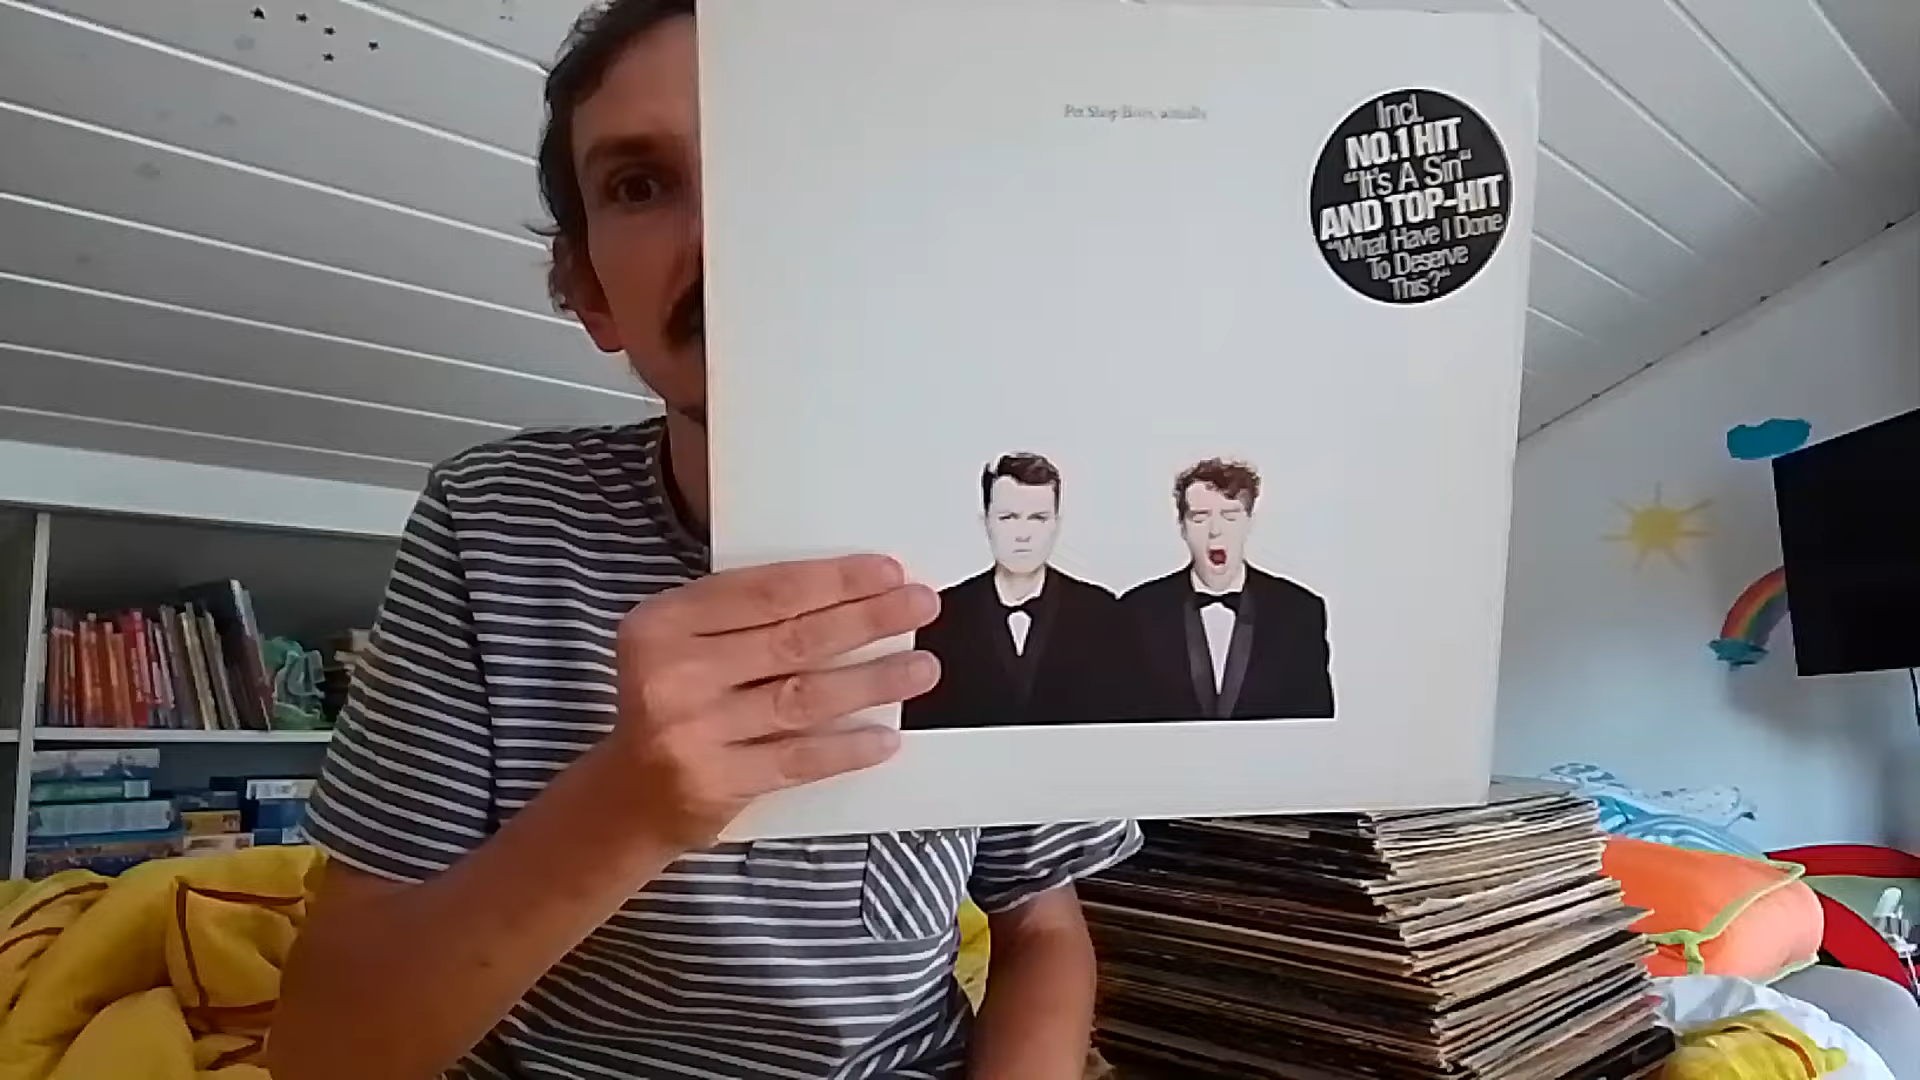 Pet Shop Boys, actually
Incl.
NO.1 HIT
“It's A Sin“
AND TOP-HIT
“What Have I Done
To Deserve
This?“